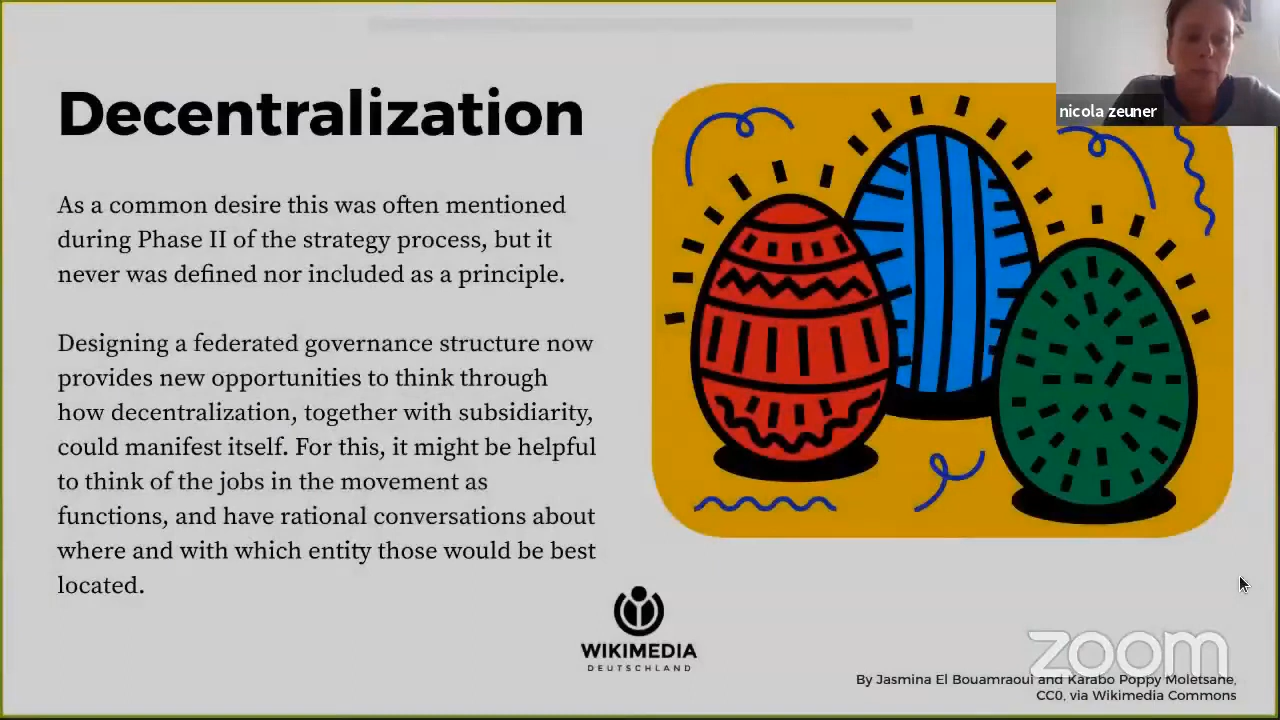 nicola zeuner
Decentralization
As a common desire this was often mentioned
during Phase II of the strategy process, but it
never was defined nor included as a principle.
Designing a federated governance structure now
provides new opportunities to think through
how decentralization, together with subsidiarity,
could manifest itself. For this, it might be helpful
to think of the jobs in the movement as
functions, and have rational conversations about
where and with which entity those would be best
located.
WIKIMEDIA
DEUTSCHLAND
zoom
By Jasmina El Bouamraoui and Karabo Poppy Moletsane,
CC0, via Wikimedia Commons